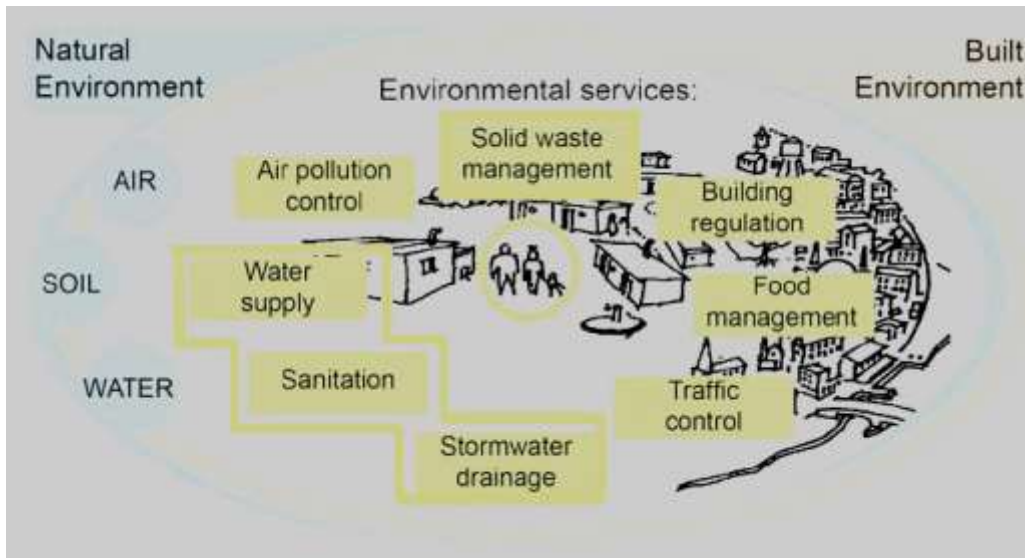 Natural
Environment
Built
Environment
Environmental services:
Solid waste
management
AIR
Air pollution
control
Building
regulation
SOIL
Water
supply
Food
management
WATER
Sanitation
Traffic
control
Stormwater
drainage